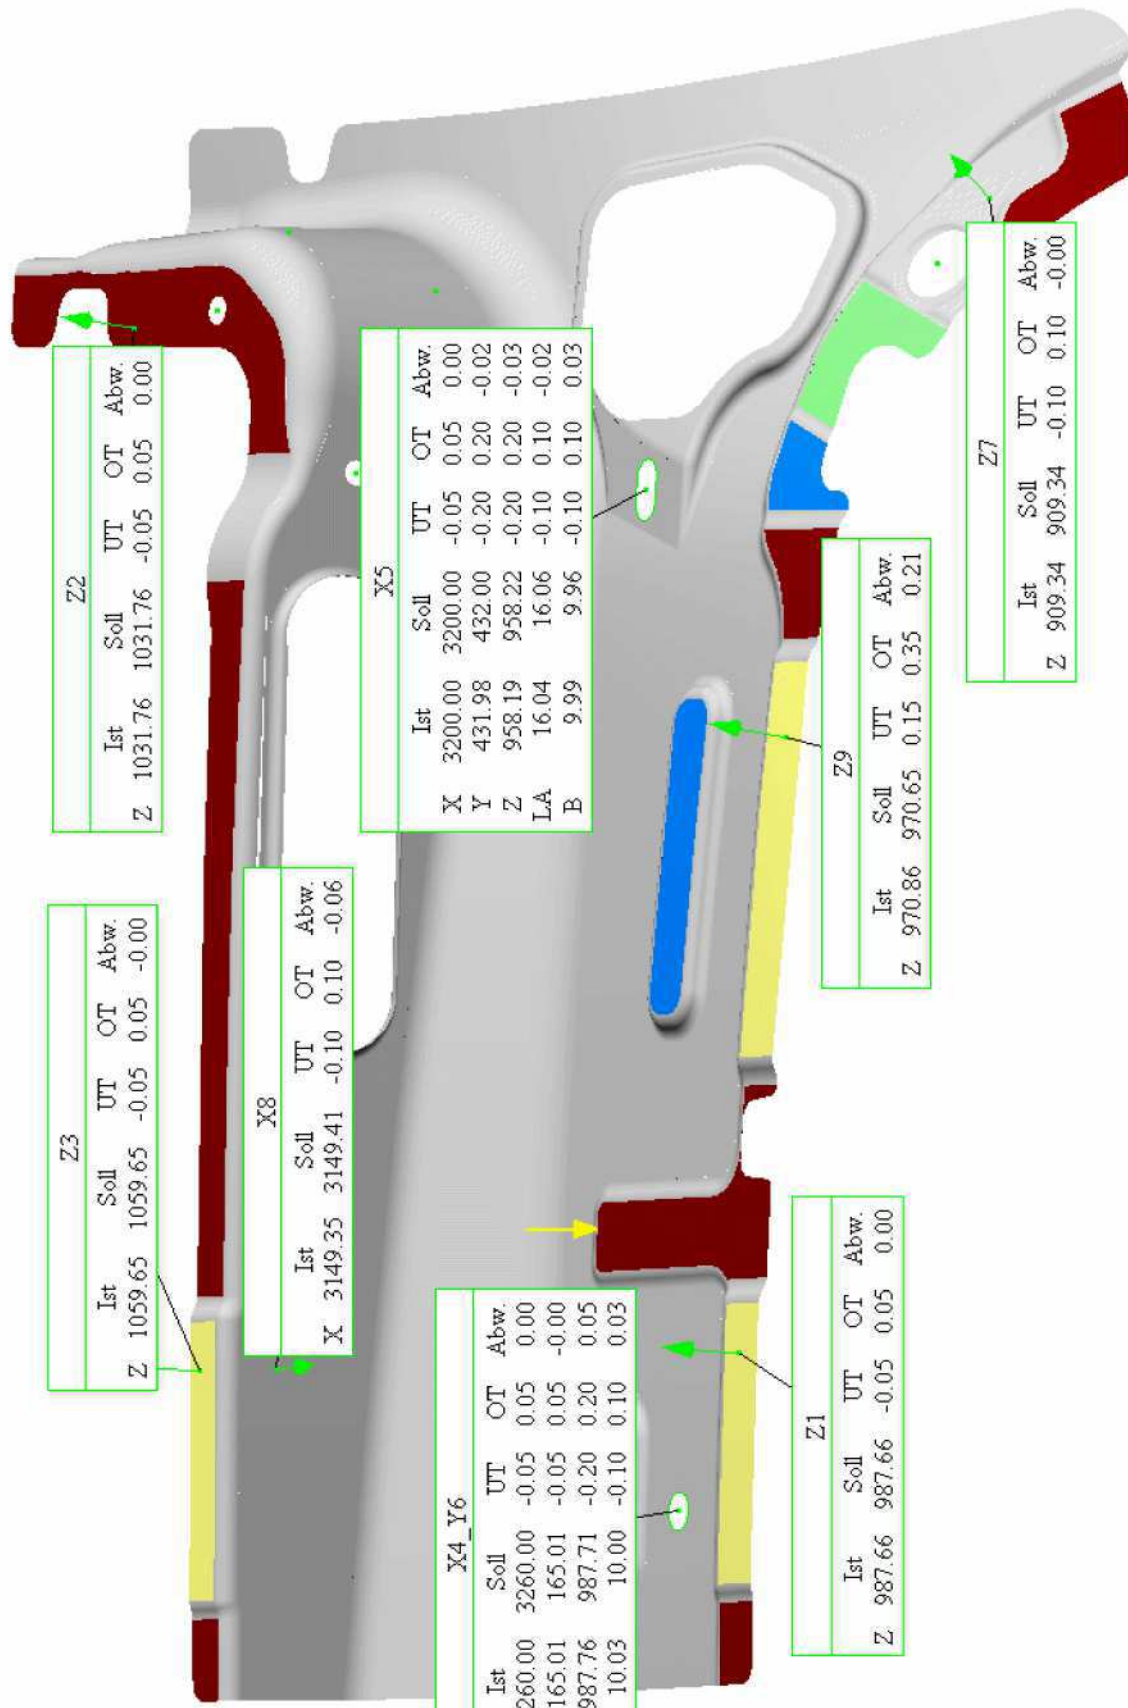 Z3
Ist Soll UT OT Abw.
Z 1059.65 1059.65 -0.05 0.05 -0.00
Z2
Ist Soll UT OT Abw.
Z 1031.76 1031.76 -0.05 0.05 0.00
X8
Ist Soll UT OT Abw.
X 3149.35 3149.41 -0.10 0.10 -0.06
X5
Ist Soll UT OT Abw.
X 3200.00 3200.00 -0.05 0.05 0.00
Y 431.98 432.00 -0.20 0.20 -0.02
Z 958.19 958.22 -0.20 0.20 -0.03
LA 16.04 16.06 -0.10 0.10 -0.02
B 9.99 9.96 -0.10 0.10 0.03
X4_Y6
Ist Soll UT OT Abw.
260.00 3260.00 -0.05 0.05 0.00
165.01 165.01 -0.05 0.05 -0.00
987.76 987.71 -0.20 0.20 0.05
10.03 10.00 -0.10 0.10 0.03
Z1
Ist Soll UT OT Abw.
Z 987.66 987.66 -0.05 0.05 0.00
Z9
Ist Soll UT OT Abw.
Z 970.86 970.65 0.15 0.35 0.21
Z7
Ist Soll UT OT Abw.
Z 909.34 909.34 -0.10 0.10 -0.00